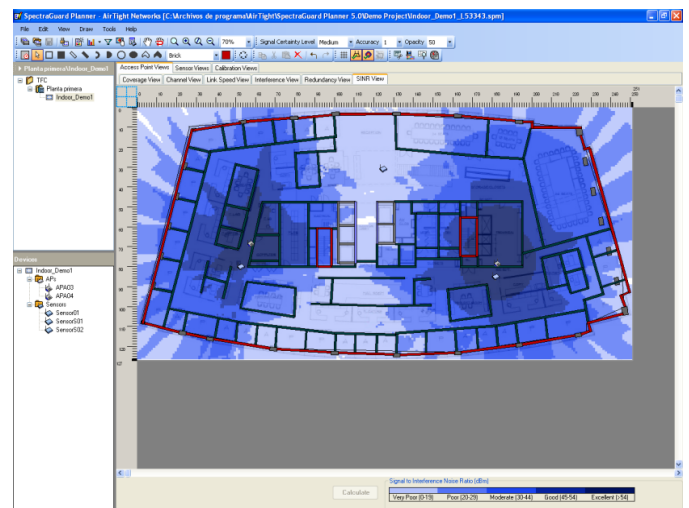 SpectraGuard Planner - AirTight Networks [C:\Archivos de programa\AirTight\SpectraGuard Planner 5.0\Demo Project\Indoor_Demo1_L53343.spm]
File Edit View Draw Tools Help
70% Signal Certainty Level Medium Accuracy 1 Opacity 50
Brick
Planta primera\Indoor_Demo1
Access Point Views Sensor Views Calibration Views
Coverage View Channel View Link Speed View Interference View Redundancy View SINR View
TFC
Planta primera
Indoor_Demo1
Devices
Indoor_Demo1
APs
APA03
APA04
Sensors
Sensor01
SensorS01
SensorS02
Calculate
Signal to Interference Noise Ratio (dBm)
Very Poor (0-19) Poor (20-29) Moderate (30-44) Good (45-54) Excellent (>54)